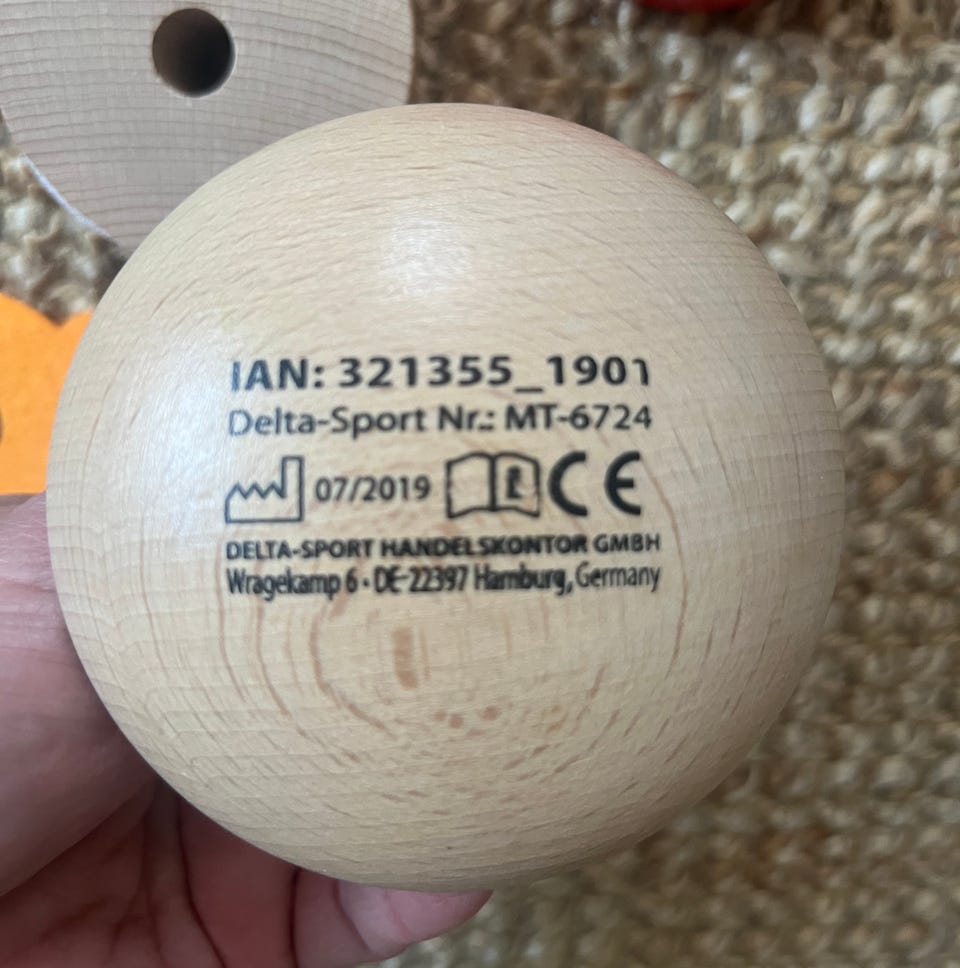 IAN: 321355_1901
Delta-Sport Nr.: MT-6724
07/2019 CE
DELTA-SPORT HANDELSKONTOR GMBH
Wragekamp 6 • DE-22397 Hamburg, Germany